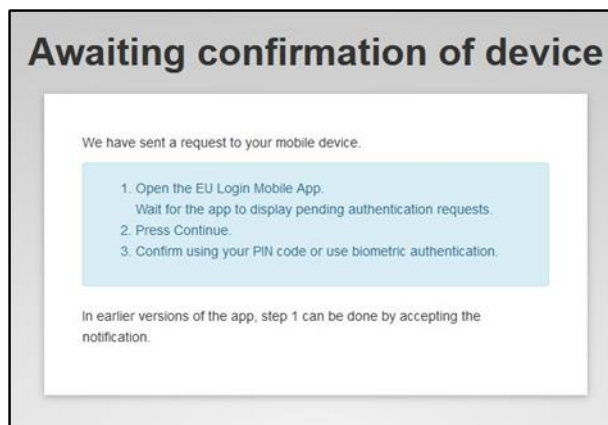 Awaiting confirmation of device
We have sent a request to your mobile device.
1. Open the EU Login Mobile App.
Wait for the app to display pending authentication requests.
2. Press Continue.
3. Confirm using your PIN code or use biometric authentication.
In earlier versions of the app, step 1 can be done by accepting the
notification.